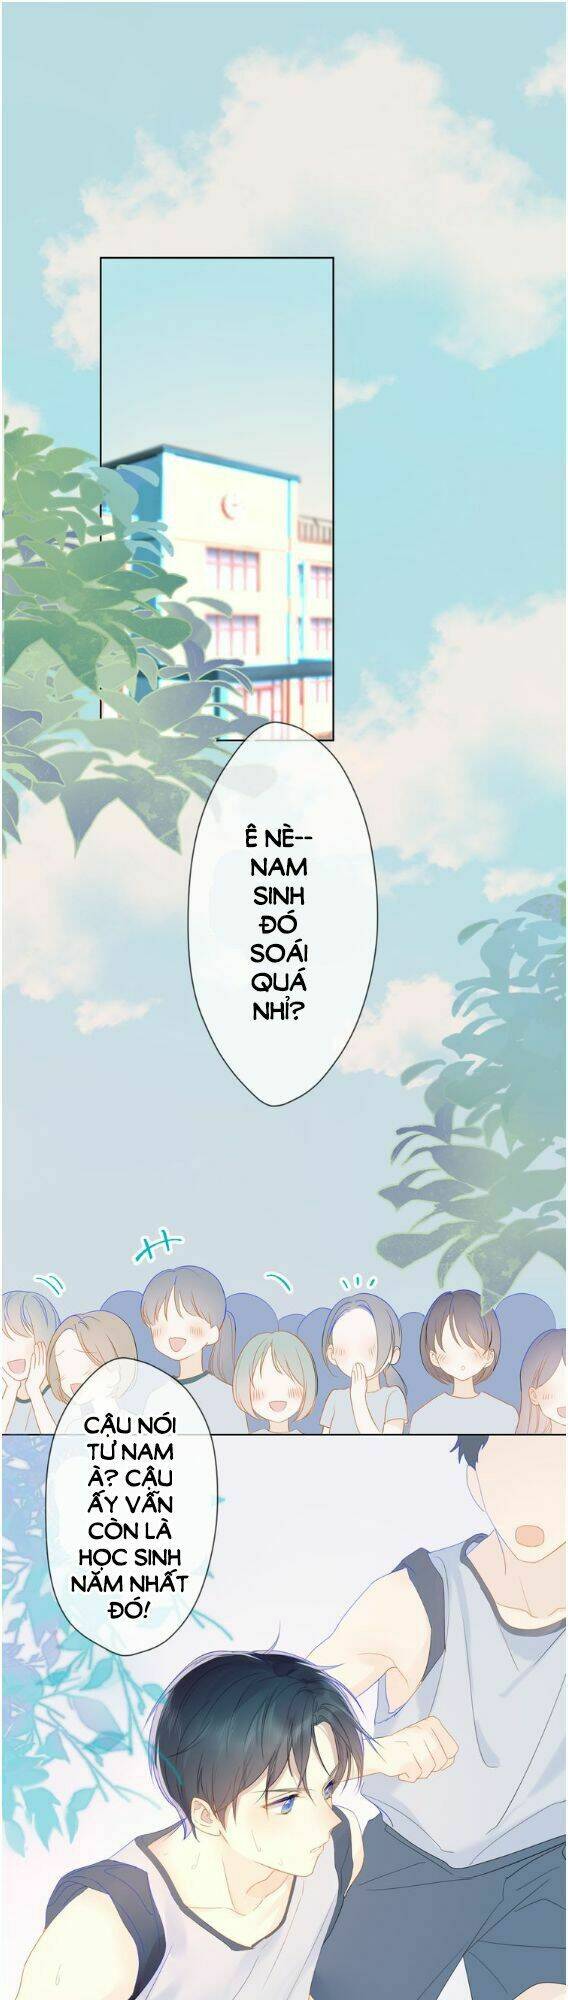 Ê NÈ--
NAM
SINH
ĐÓ
SOÁI
QUÁ
NHỈ?
CẬU NÓI
TƯ NAM
À? CẬU
ẤY VẪN
CÒN LÀ
HỌC SINH
NĂM NHẤT
ĐÓ!